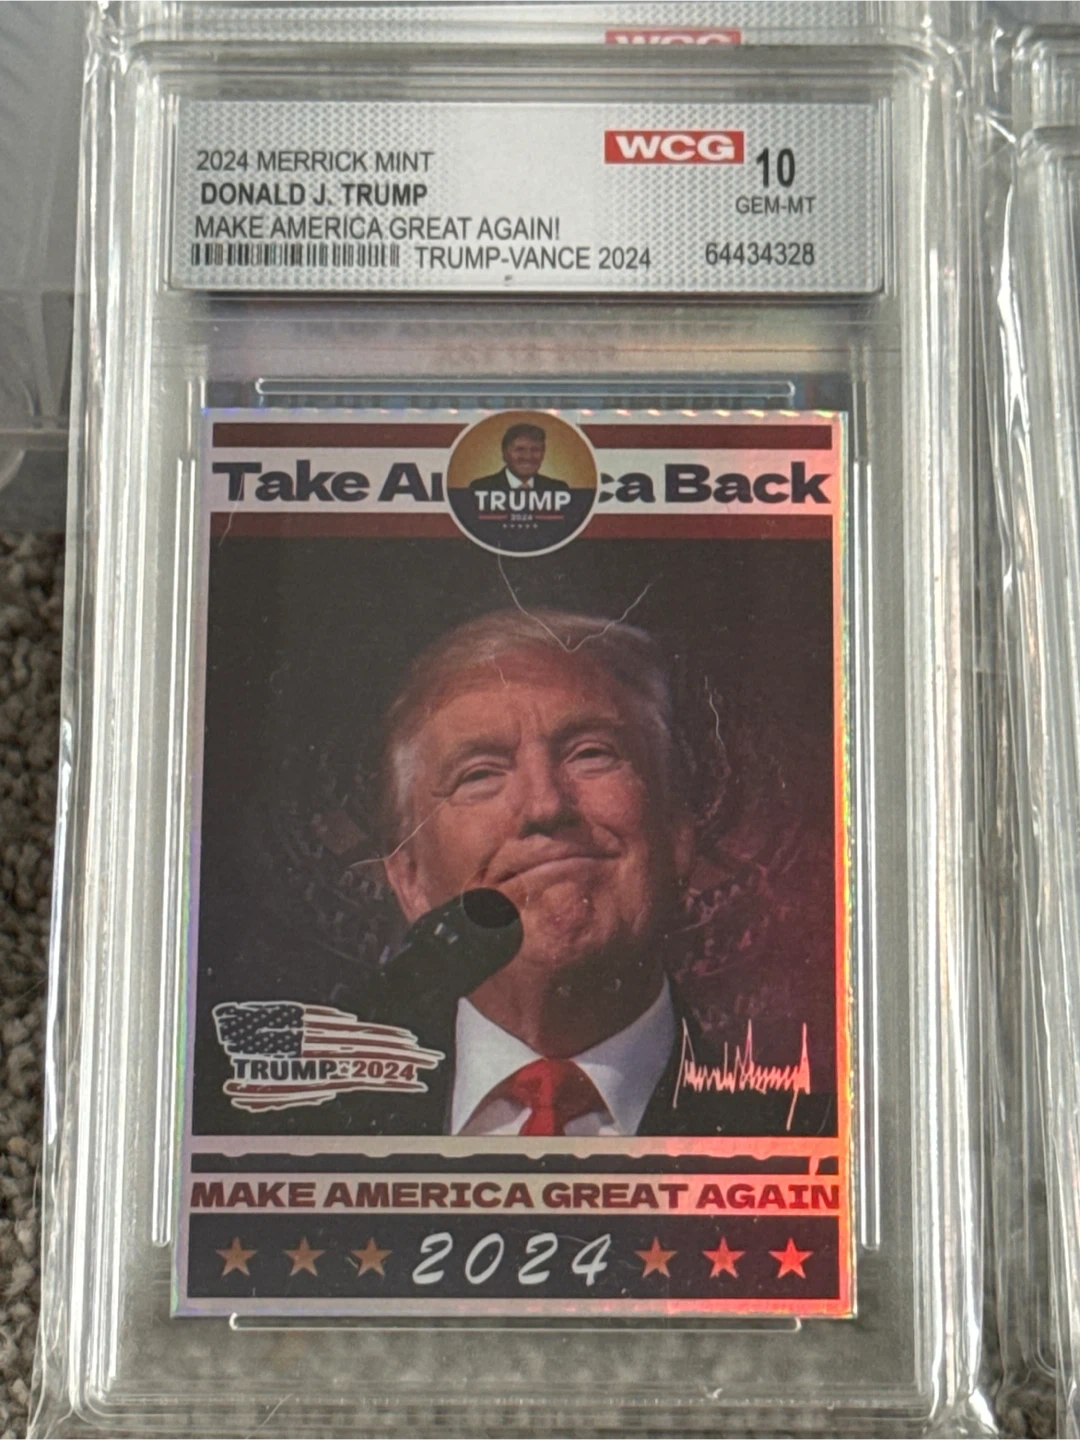 WCG
2024 MERRICK MINT
WCG 10
DONALD J. TRUMP
GEM-MT
MAKE AMERICA GREAT AGAIN!
TRUMP-VANCE 2024 64434328
Take Am ca Back
TRUMP
2024
TRUMP 2024
MAKE AMERICA GREAT AGAIN
2024